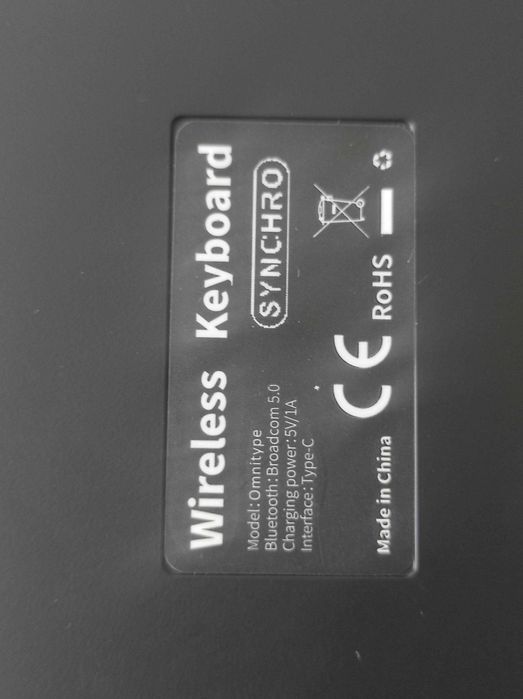 Wireless Keyboard
Model:Omnitype
Bluetooth:Broadcom 5.0
Charging power:5V/1A
Interface:Type-C
SYNCHRO
Made in China
CE
RoHS